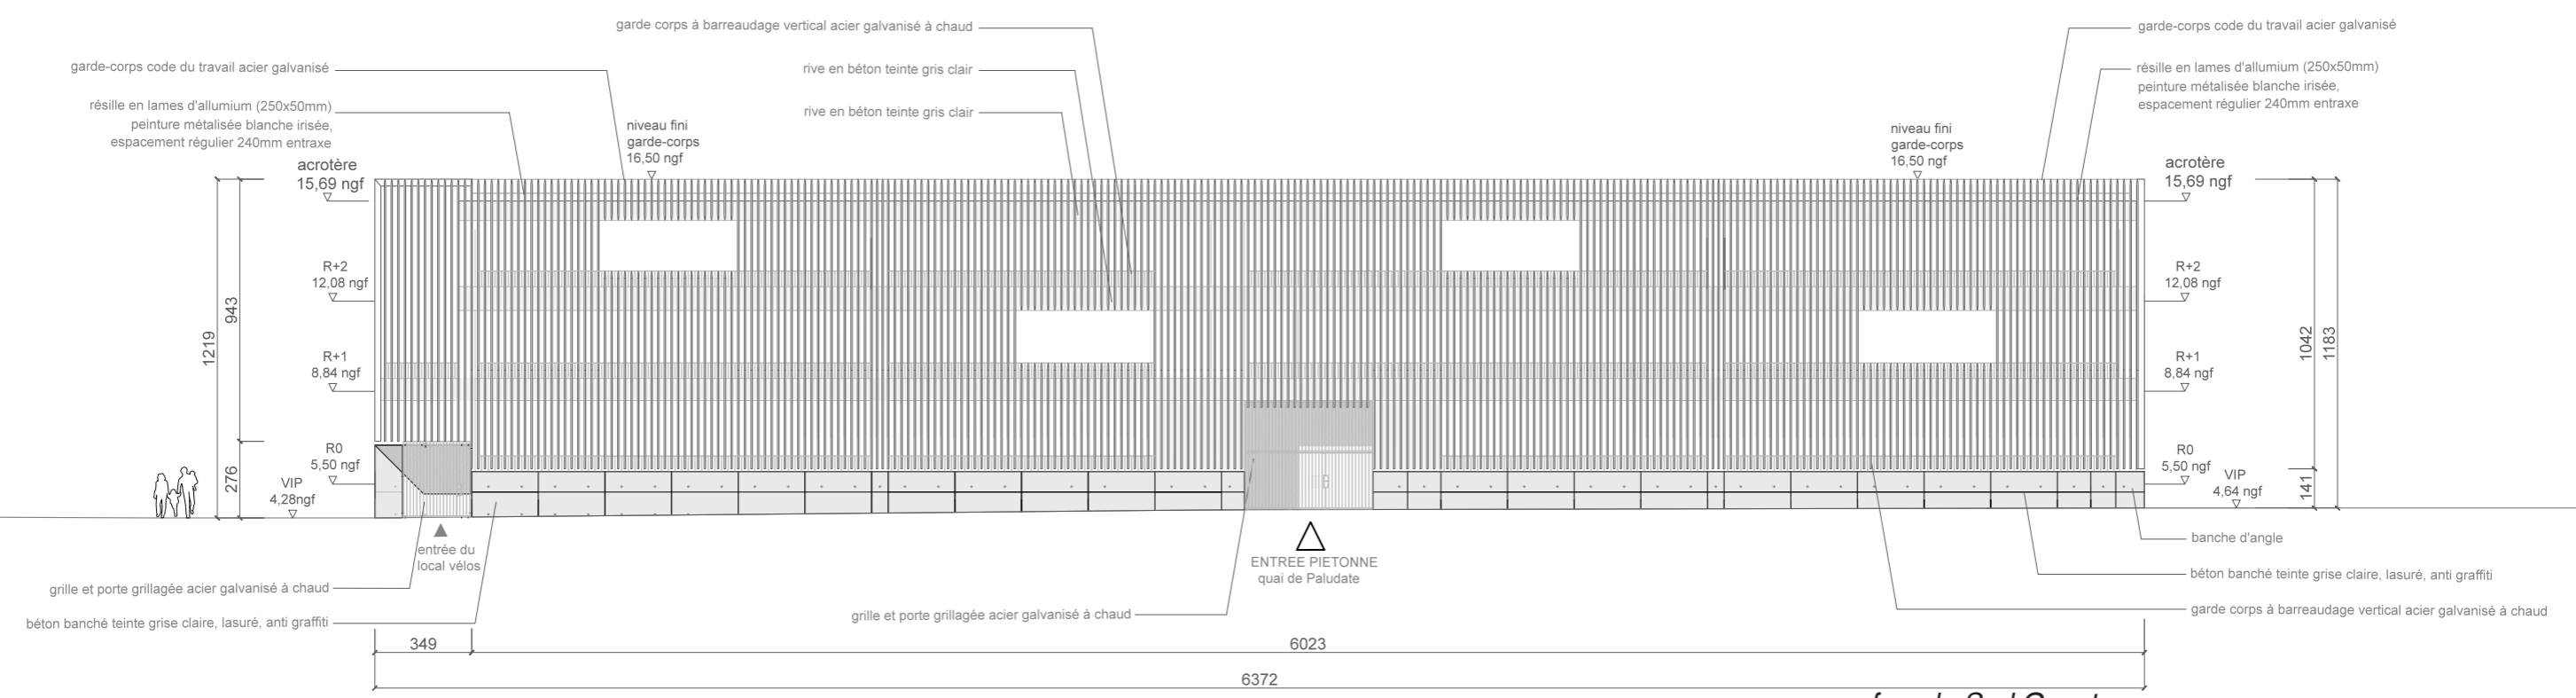 garde corps à barreaudage vertical acier galvanisé à chaud
garde-corps code du travail acier galvanisé
garde-corps code du travail acier galvanisé
rive en béton teinte gris clair
résille en lames d'allumium (250x50mm)
peinture métalisée blanche irisée,
espacement régulier 240mm entraxe
résille en lames d'allumium (250x50mm)
peinture métalisée blanche irisée,
espacement régulier 240mm entraxe
rive en béton teinte gris clair
niveau fini
garde-corps
16,50 ngf
niveau fini
garde-corps
16,50 ngf
acrotère
15,69 ngf
acrotère
15,69 ngf
R+2
12,08 ngf
R+2
12,08 ngf
943
1219
1042
1183
R+1
8,84 ngf
R+1
8,84 ngf
R0
5,50 ngf
R0
5,50 ngf
276
VIP
4,28ngf
VIP
4,64 ngf
141
entrée du
local vélos
ENTREE PIETONNE
quai de Paludate
banche d'angle
grille et porte grillagée acier galvanisé à chaud
béton banché teinte grise claire, lasuré, anti graffiti
béton banché teinte grise claire, lasuré, anti graffiti
grille et porte grillagée acier galvanisé à chaud
garde corps à barreaudage vertical acier galvanisé à chaud
349
6023
6372